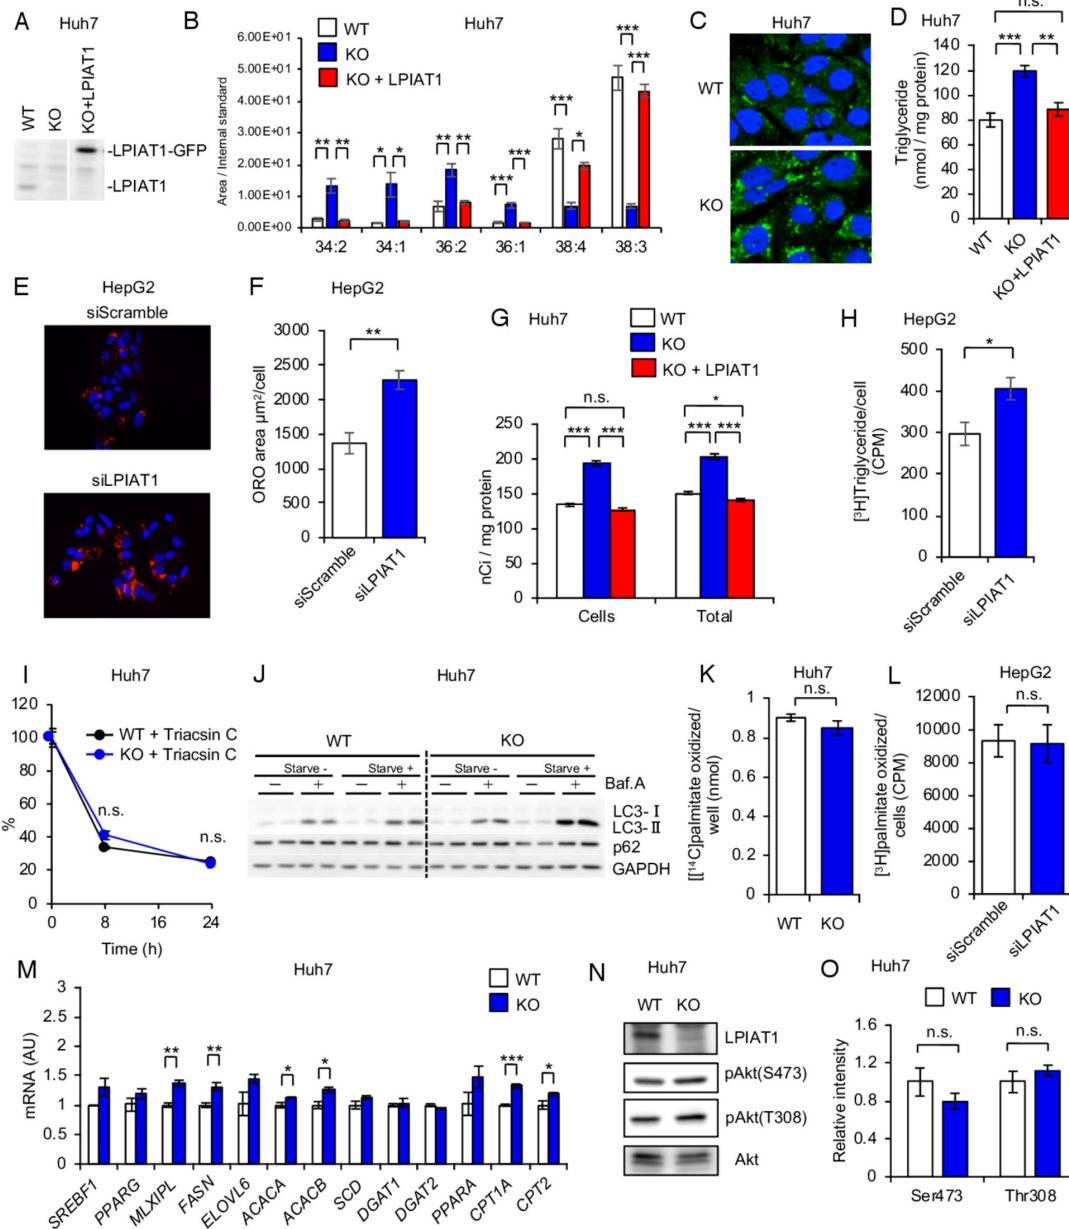 A
Huh7
WT
KO
KO+LPIAT1
-LPIAT1-GFP
-LPIAT1
B
Huh7
WT
KO
KO + LPIAT1
Area / Internal standard
6.00E+01
5.00E+01
4.00E+01
3.00E+01
2.00E+01
1.00E+01
0.00E+00
** **
* *
** **
*** ***
*** *
*** ***
34:2 34:1 36:2 36:1 38:4 38:3
C
Huh7
WT
KO
D
Huh7
n.s.
*** **
Triglyceride
(nmol / mg protein)
140
120
100
80
60
40
20
0
WT
KO
KO+LPIAT1
E
HepG2
siScramble
siLPIAT1
F
HepG2
**
ORO area µm²/cell
3000
2500
2000
1500
1000
500
0
siScramble
siLPIAT1
G
Huh7
WT
KO
KO + LPIAT1
nCi / mg protein
250
200
150
100
50
0
n.s.
*** ***
*
*** ***
Cells Total
H
HepG2
*
[³H]Triglyceride/cell
(CPM)
500
400
300
200
100
0
siScramble
siLPIAT1
I
Huh7
WT + Triacsin C
KO + Triacsin C
%
120
100
80
60
40
20
0
n.s.
n.s.
0 8 16 24
Time (h)
J
Huh7
WT KO
Starve - Starve + Starve - Starve +
− + − + − + − + Baf.A
LC3- I
LC3- II
p62
GAPDH
K
Huh7
n.s.
[[¹⁴C]palmitate oxidized/
well (nmol)
1
0.8
0.6
0.4
0.2
0
WT KO
L
HepG2
n.s.
[³H]palmitate oxidized/
cells (CPM)
12000
10000
8000
6000
4000
2000
0
siScramble
siLPIAT1
M
Huh7
WT
KO
mRNA (AU)
3
2.5
2
1.5
1
0.5
0
**
**
*
*
***
*
SREBF1
PPARG
MLXIPL
FASN
ELOVL6
ACACA
ACACB
SCD
DGAT1
DGAT2
PPARA
CPT1A
CPT2
N
Huh7
WT KO
LPIAT1
pAkt(S473)
pAkt(T308)
Akt
O
Huh7
WT KO
Relative intensity
1.6
1.2
0.8
0.4
0
n.s.
n.s.
Ser473 Thr308